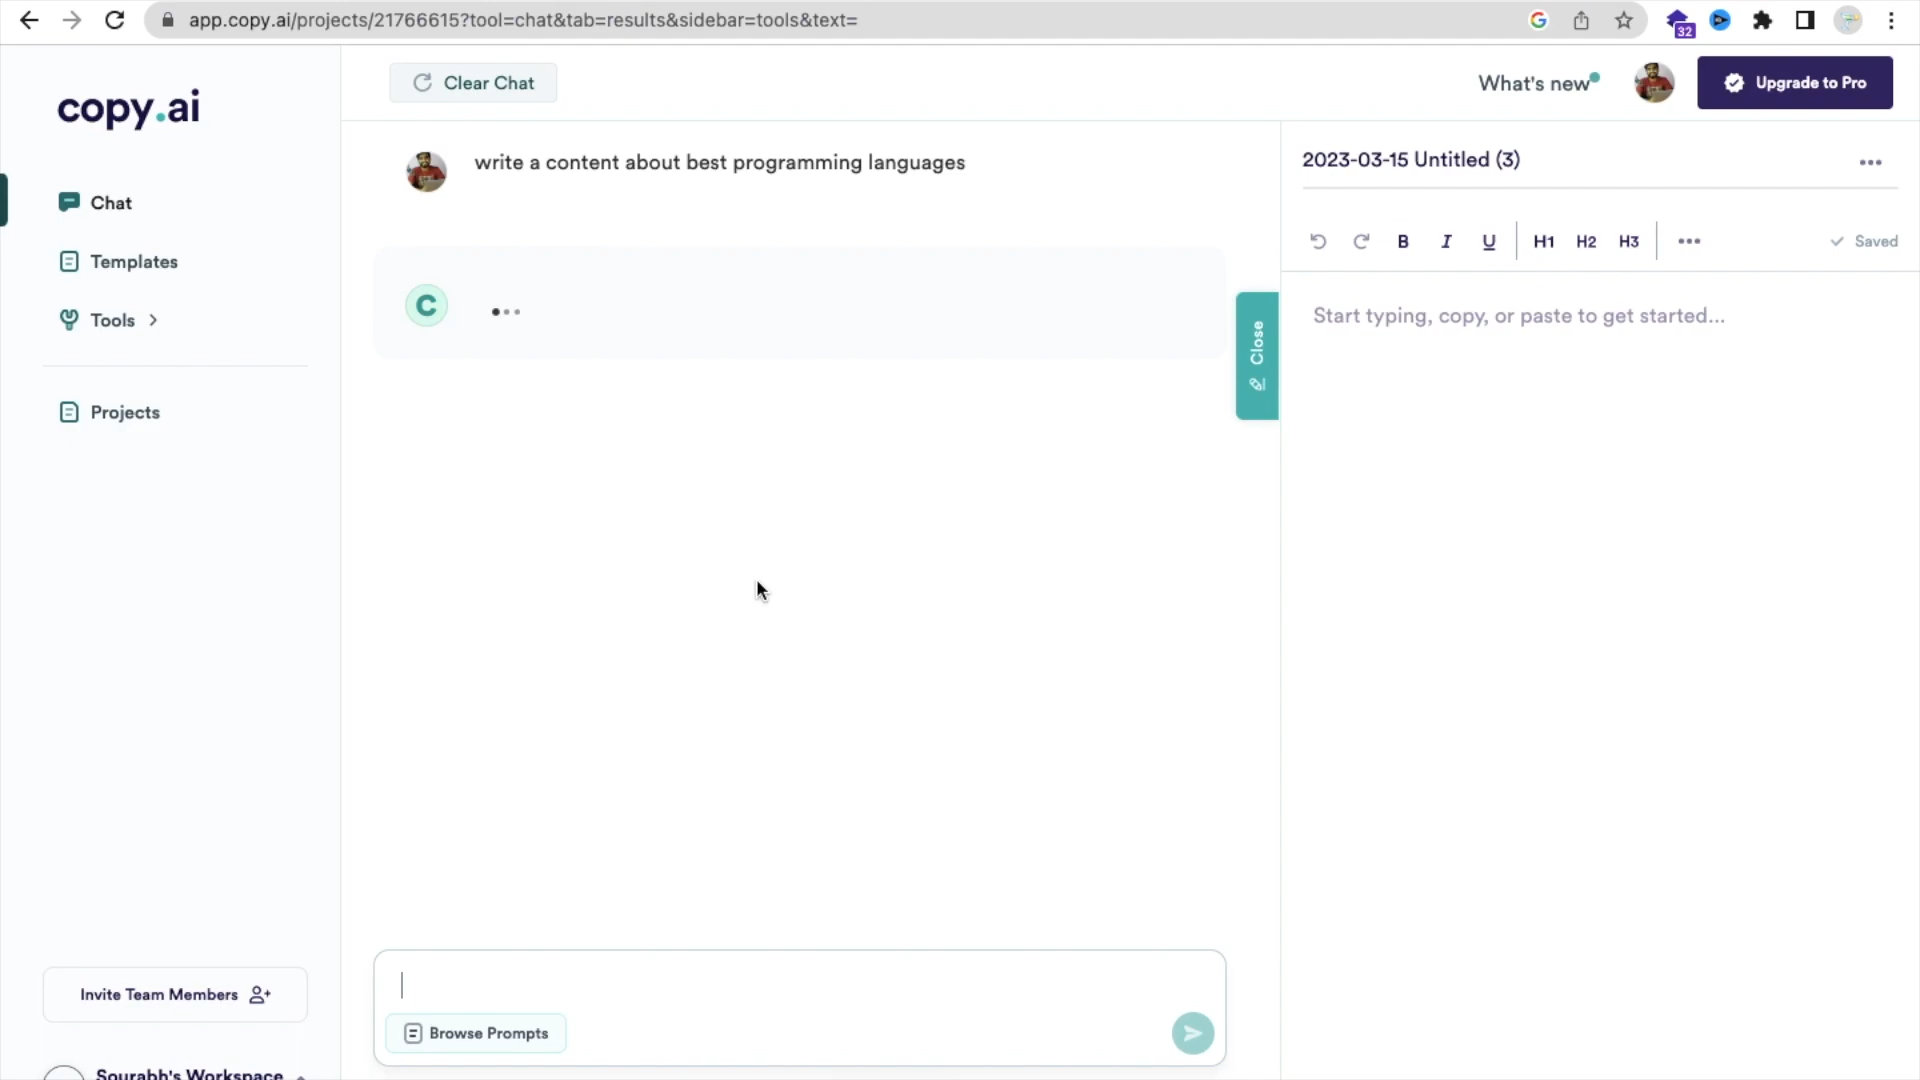 app.copy.ai/projects/21766615?tool=chat&tab=results&sidebar=tools&text=
32
copy.ai
Clear Chat
What's new
Upgrade to Pro
Chat
Templates
Tools
Projects
write a content about best programming languages
C
Close
2023-03-15 Untitled (3)
B I U H1 H2 H3 Saved
Start typing, copy, or paste to get started...
Browse Prompts
Invite Team Members
Sourabh's Workspace